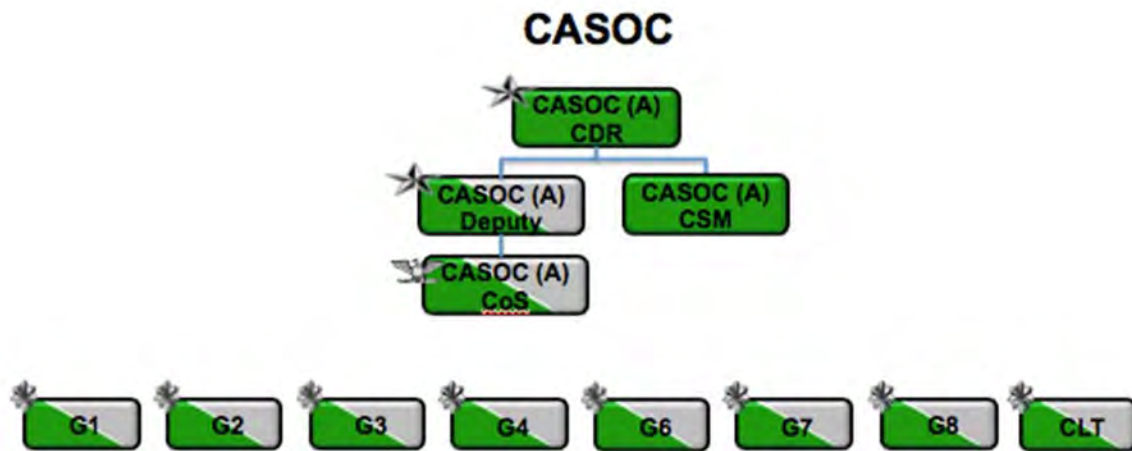 CASOC
CASOC (A)
CDR
CASOC (A)
Deputy
CASOC (A)
CSM
CASOC (A)
CoS
G1
G2
G3
G4
G6
G7
G8
CLT